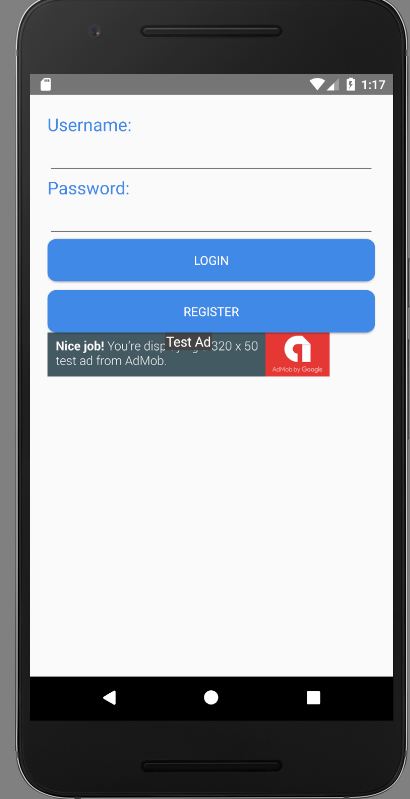 1:17
Username:
Password:
LOGIN
REGISTER
Nice job! You're disp 320 x 50
Test Ad
test ad from AdMob.
AdMob by Google